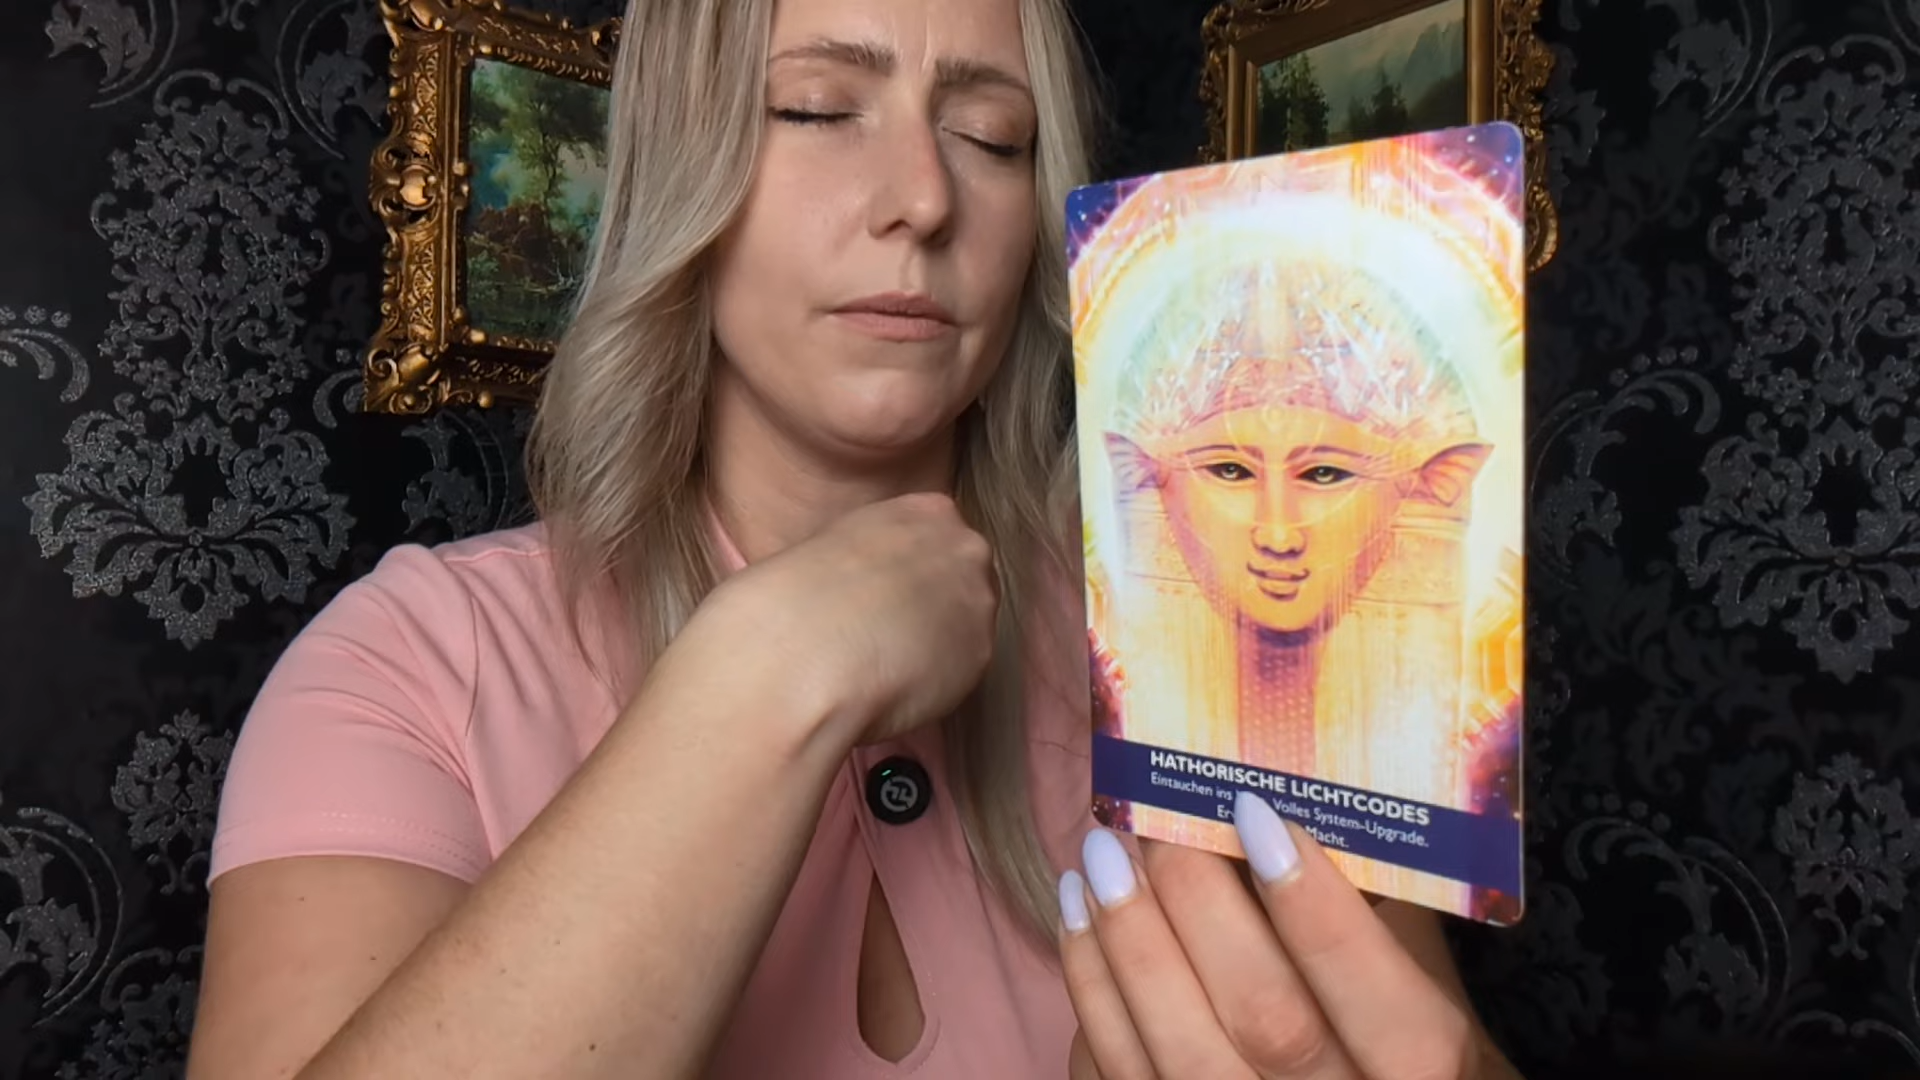 HATHORISCHE LICHTCODES
Eintauchen ins Volles System-Upgrade.
Macht.